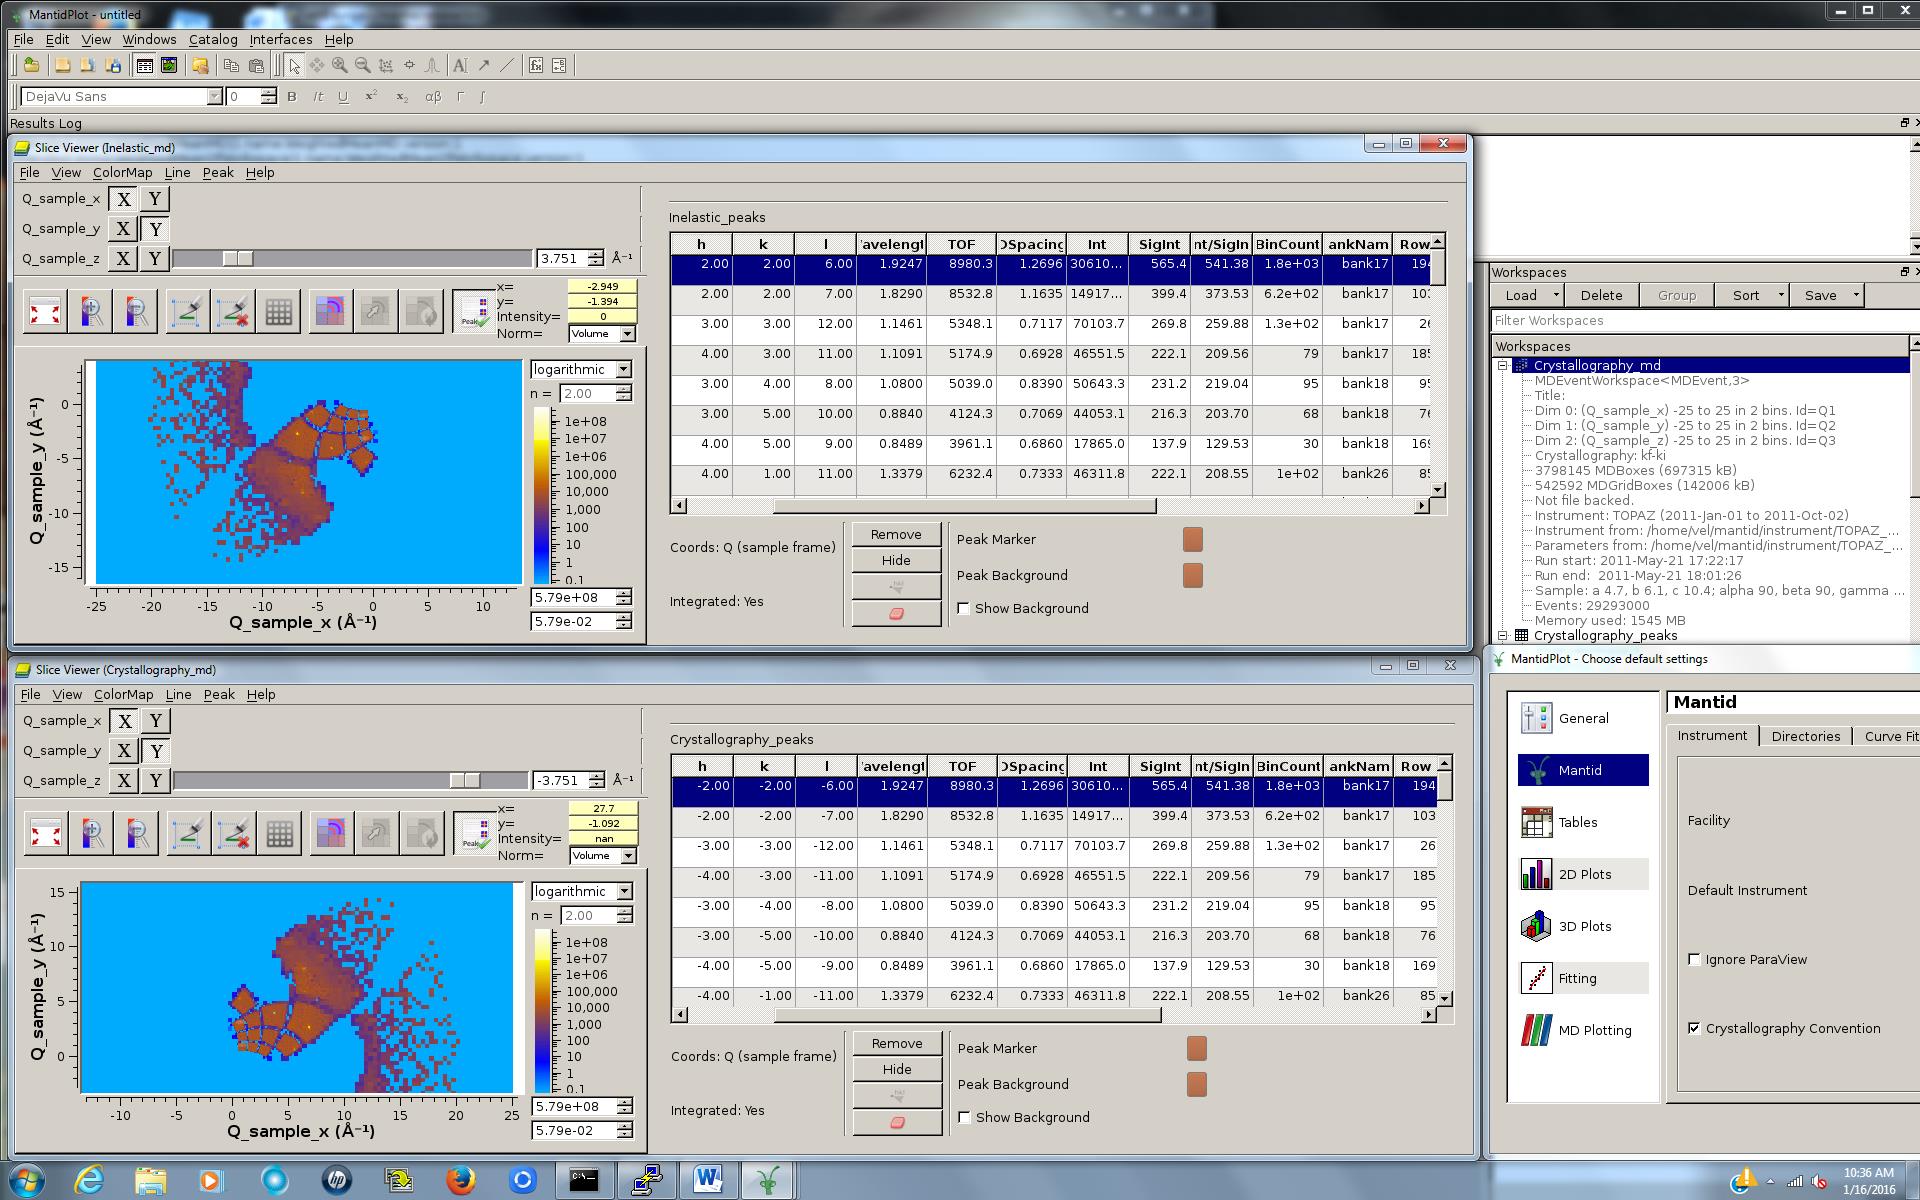 MantidPlot - untitled
File Edit View Windows Catalog Interfaces Help
DejaVu Sans 0 B It U x² x₂ αβ Γ ∫
Results Log
Slice Viewer (Inelastic_md)
File View ColorMap Line Peak Help
Q_sample_x X Y
Q_sample_y X Y
Q_sample_z X Y 3.751 Å⁻¹
x= -2.949
y= -1.394
Intensity= 0
Norm= Volume
Peak
logarithmic
n = 2.00
1e+08
1e+07
1e+06
100,000
10,000
1,000
100
10
1
0.1
5.79e+08
5.79e-02
Q_sample_y (Å⁻¹)
0
-5
-10
-15
-25 -20 -15 -10 -5 0 5 10
Q_sample_x (Å⁻¹)
Inelastic_peaks
h k l avelengt TOF DSpacing Int SigInt nt/SigIn BinCount ankNam Row
2.00 2.00 6.00 1.9247 8980.3 1.2696 30610... 565.4 541.38 1.8e+03 bank17 194
2.00 2.00 7.00 1.8290 8532.8 1.1635 14917... 399.4 373.53 6.2e+02 bank17 103
3.00 3.00 12.00 1.1461 5348.1 0.7117 70103.7 269.8 259.88 1.3e+02 bank17 26
4.00 3.00 11.00 1.1091 5174.9 0.6928 46551.5 222.1 209.56 79 bank17 185
3.00 4.00 8.00 1.0800 5039.0 0.8390 50643.3 231.2 219.04 95 bank18 95
3.00 5.00 10.00 0.8840 4124.3 0.7069 44053.1 216.3 203.70 68 bank18 76
4.00 5.00 9.00 0.8489 3961.1 0.6860 17865.0 137.9 129.53 30 bank18 169
4.00 1.00 11.00 1.3379 6232.4 0.7333 46311.8 222.1 208.55 1e+02 bank26 85
Coords: Q (sample frame)
Integrated: Yes
Remove
Hide
Peak Marker
Peak Background
Show Background
Workspaces
Load Delete Group Sort Save
Filter Workspaces
Workspaces
Crystallography_md
MDEventWorkspace<MDEvent,3>
Title:
Dim 0: (Q_sample_x) -25 to 25 in 2 bins. Id=Q1
Dim 1: (Q_sample_y) -25 to 25 in 2 bins. Id=Q2
Dim 2: (Q_sample_z) -25 to 25 in 2 bins. Id=Q3
Crystallography: kf-ki
3798145 MDBoxes (697315 kB)
542592 MDGridBoxes (142006 kB)
Not file backed.
Instrument: TOPAZ (2011-Jan-01 to 2011-Oct-02)
Instrument from: /home/vel/mantid/instrument/TOPAZ_...
Parameters from: /home/vel/mantid/instrument/TOPAZ_...
Run start: 2011-May-21 17:22:17
Run end: 2011-May-21 18:01:26
Sample: a 4.7, b 6.1, c 10.4; alpha 90, beta 90, gamma ...
Events: 29293000
Memory used: 1545 MB
Crystallography_peaks
Slice Viewer (Crystallography_md)
File View ColorMap Line Peak Help
Q_sample_x X Y
Q_sample_y X Y
Q_sample_z X Y -3.751 Å⁻¹
x= 27.7
y= -1.092
Intensity= nan
Norm= Volume
Peak
logarithmic
n = 2.00
1e+08
1e+07
1e+06
100,000
10,000
1,000
100
10
1
0.1
5.79e+08
5.79e-02
Q_sample_y (Å⁻¹)
15
10
5
0
-10 -5 0 5 10 15 20 25
Q_sample_x (Å⁻¹)
Crystallography_peaks
h k l avelengt TOF DSpacing Int SigInt nt/SigIn BinCount ankNam Row
-2.00 -2.00 -6.00 1.9247 8980.3 1.2696 30610... 565.4 541.38 1.8e+03 bank17 194
-2.00 -2.00 -7.00 1.8290 8532.8 1.1635 14917... 399.4 373.53 6.2e+02 bank17 103
-3.00 -3.00 -12.00 1.1461 5348.1 0.7117 70103.7 269.8 259.88 1.3e+02 bank17 26
-4.00 -3.00 -11.00 1.1091 5174.9 0.6928 46551.5 222.1 209.56 79 bank17 185
-3.00 -4.00 -8.00 1.0800 5039.0 0.8390 50643.3 231.2 219.04 95 bank18 95
-3.00 -5.00 -10.00 0.8840 4124.3 0.7069 44053.1 216.3 203.70 68 bank18 76
-4.00 -5.00 -9.00 0.8489 3961.1 0.6860 17865.0 137.9 129.53 30 bank18 169
-4.00 -1.00 -11.00 1.3379 6232.4 0.7333 46311.8 222.1 208.55 1e+02 bank26 85
Coords: Q (sample frame)
Integrated: Yes
Remove
Hide
Peak Marker
Peak Background
Show Background
MantidPlot - Choose default settings
General
Mantid
Tables
2D Plots
3D Plots
Fitting
MD Plotting
Mantid
Instrument Directories Curve Fit
Facility
Default Instrument
Ignore ParaView
Crystallography Convention
10:36 AM
1/16/2016